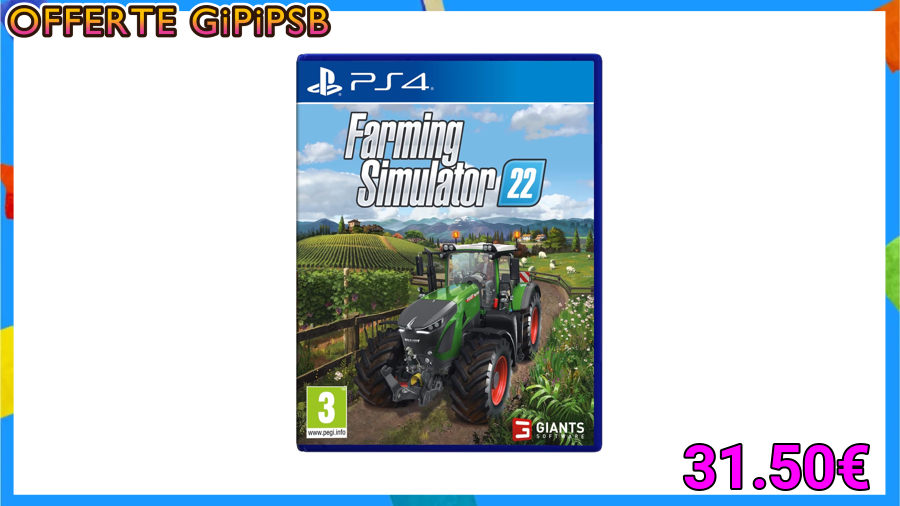 OFFERTE GiPiPSB
PS4
Farming
Simulator 22
3
www.pegi.info
GIANTS
SOFTWARE
31.50€